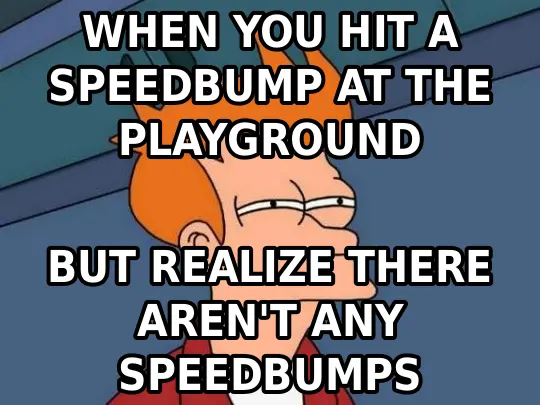 WHEN YOU HIT A
SPEEDBUMP AT THE
PLAYGROUND
BUT REALIZE THERE
AREN'T ANY
SPEEDBUMPS